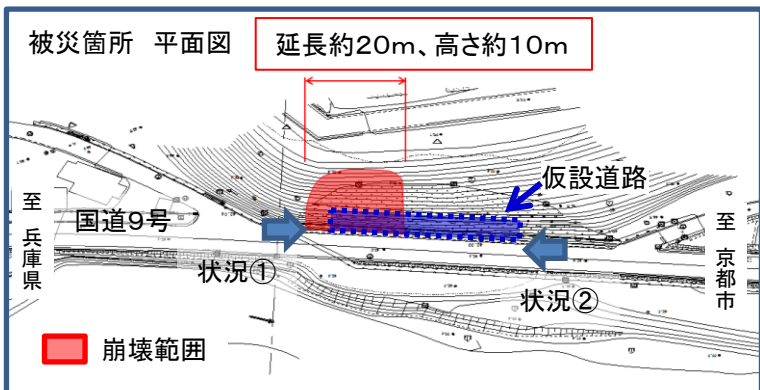 被災箇所 平面図
延長約20m、高さ約10m
仮設道路
至 兵庫県
国道9号
至 京都市
状況①
状況②
崩壊範囲